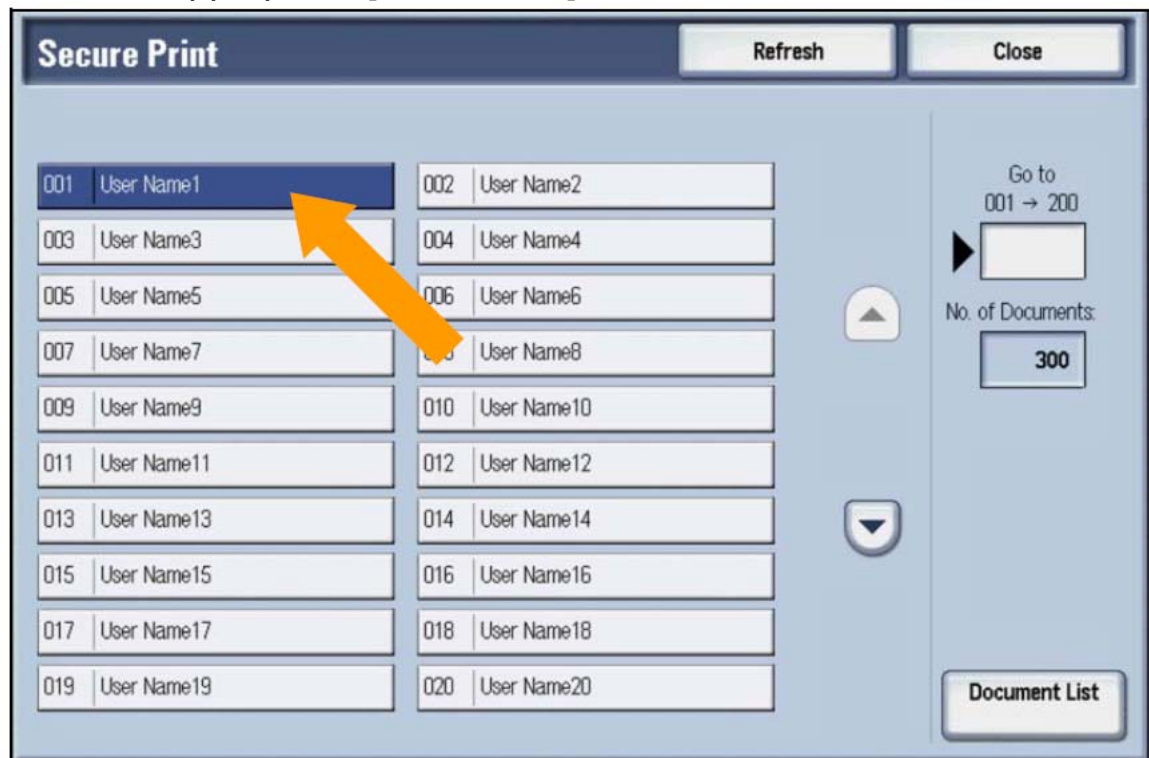 Secure Print
Refresh
Close
001 User Name1
002 User Name2
003 User Name3
004 User Name4
005 User Name5
006 User Name6
007 User Name7
User Name8
009 User Name9
010 User Name10
011 User Name11
012 User Name12
013 User Name13
014 User Name14
015 User Name15
016 User Name16
017 User Name17
018 User Name18
019 User Name19
020 User Name20
Go to
001 → 200
No. of Documents:
300
Document List